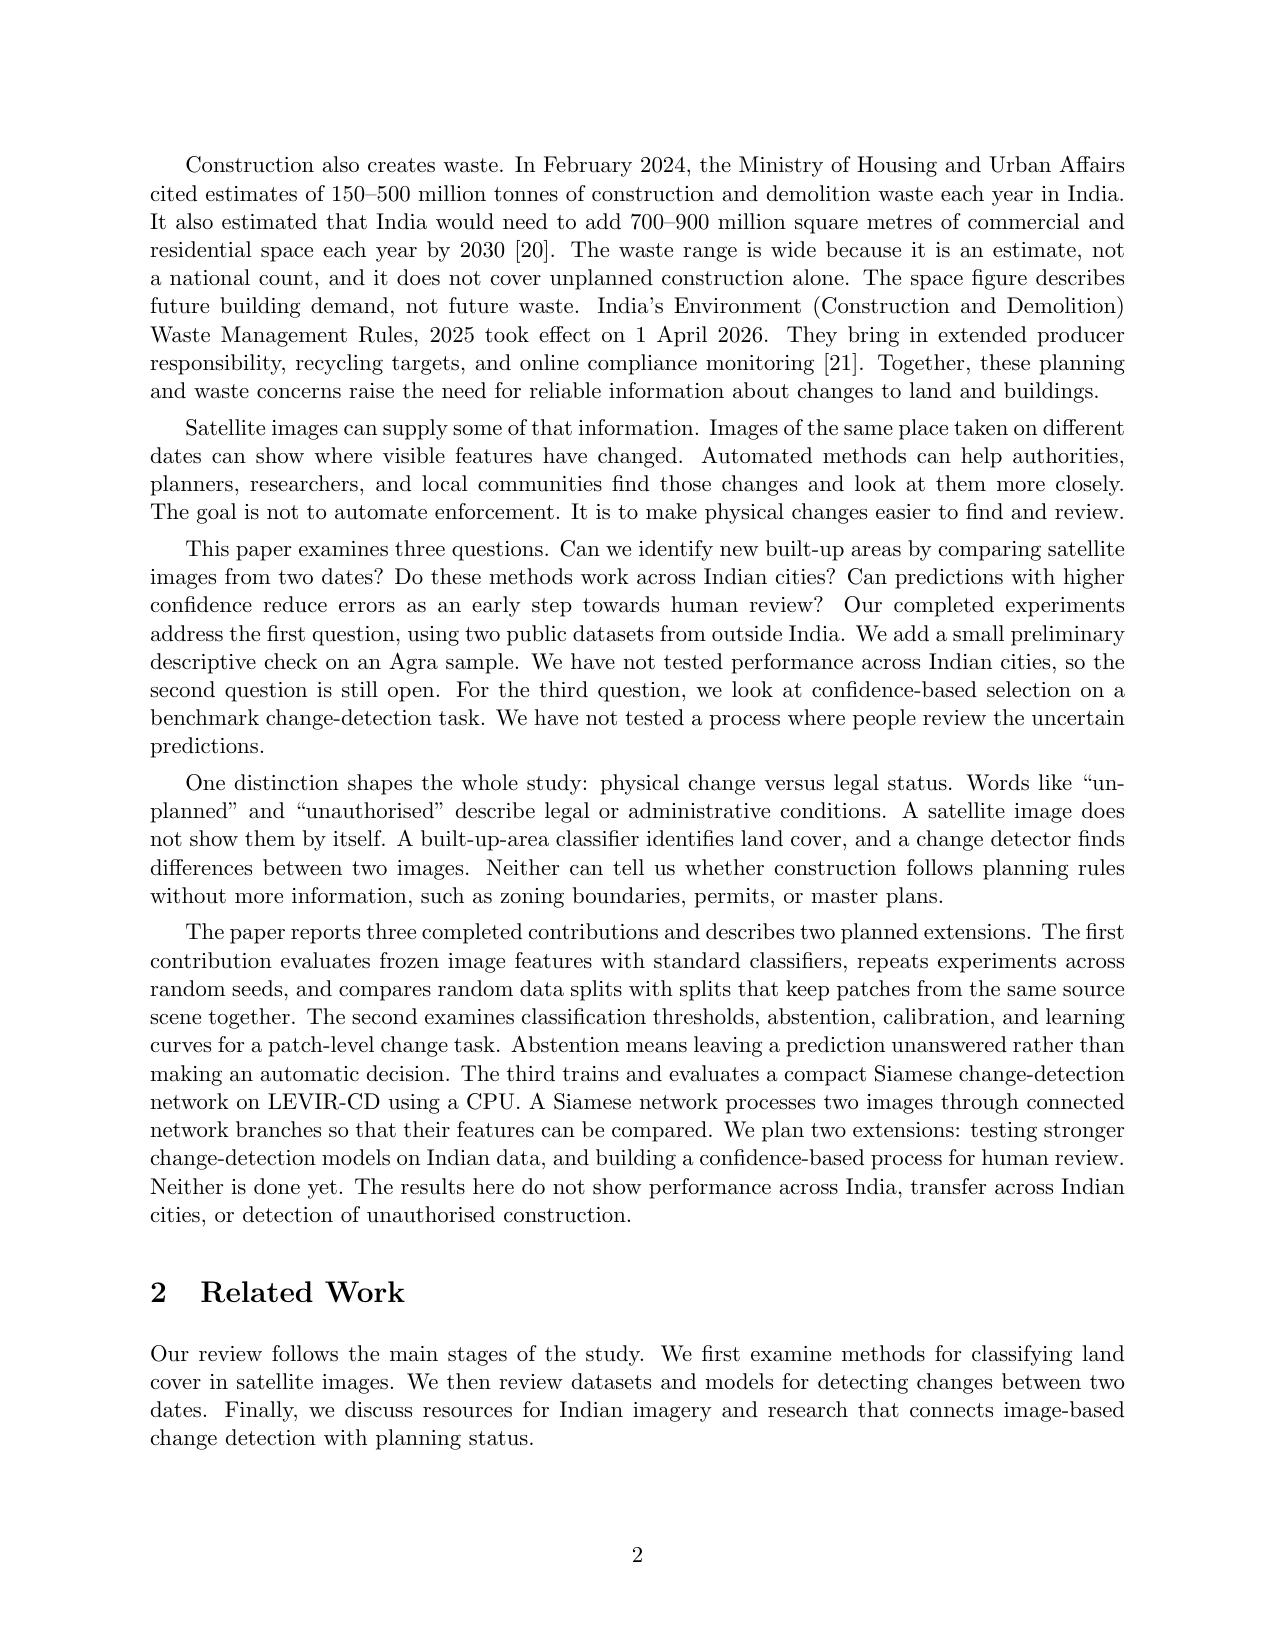 Construction also creates waste. In February 2024, the Ministry of Housing and Urban Affairs
cited estimates of 150–500 million tonnes of construction and demolition waste each year in India.
It also estimated that India would need to add 700–900 million square metres of commercial and
residential space each year by 2030 [20]. The waste range is wide because it is an estimate, not
a national count, and it does not cover unplanned construction alone. The space figure describes
future building demand, not future waste. India’s Environment (Construction and Demolition)
Waste Management Rules, 2025 took effect on 1 April 2026. They bring in extended producer
responsibility, recycling targets, and online compliance monitoring [21]. Together, these planning
and waste concerns raise the need for reliable information about changes to land and buildings.
Satellite images can supply some of that information. Images of the same place taken on different
dates can show where visible features have changed. Automated methods can help authorities,
planners, researchers, and local communities find those changes and look at them more closely.
The goal is not to automate enforcement. It is to make physical changes easier to find and review.
This paper examines three questions. Can we identify new built-up areas by comparing satellite
images from two dates? Do these methods work across Indian cities? Can predictions with higher
confidence reduce errors as an early step towards human review? Our completed experiments
address the first question, using two public datasets from outside India. We add a small preliminary
descriptive check on an Agra sample. We have not tested performance across Indian cities, so the
second question is still open. For the third question, we look at confidence-based selection on a
benchmark change-detection task. We have not tested a process where people review the uncertain
predictions.
One distinction shapes the whole study: physical change versus legal status. Words like “un-
planned” and “unauthorised” describe legal or administrative conditions. A satellite image does
not show them by itself. A built-up-area classifier identifies land cover, and a change detector finds
differences between two images. Neither can tell us whether construction follows planning rules
without more information, such as zoning boundaries, permits, or master plans.
The paper reports three completed contributions and describes two planned extensions. The first
contribution evaluates frozen image features with standard classifiers, repeats experiments across
random seeds, and compares random data splits with splits that keep patches from the same source
scene together. The second examines classification thresholds, abstention, calibration, and learning
curves for a patch-level change task. Abstention means leaving a prediction unanswered rather than
making an automatic decision. The third trains and evaluates a compact Siamese change-detection
network on LEVIR-CD using a CPU. A Siamese network processes two images through connected
network branches so that their features can be compared. We plan two extensions: testing stronger
change-detection models on Indian data, and building a confidence-based process for human review.
Neither is done yet. The results here do not show performance across India, transfer across Indian
cities, or detection of unauthorised construction.
2 Related Work
Our review follows the main stages of the study. We first examine methods for classifying land
cover in satellite images. We then review datasets and models for detecting changes between two
dates. Finally, we discuss resources for Indian imagery and research that connects image-based
change detection with planning status.
2